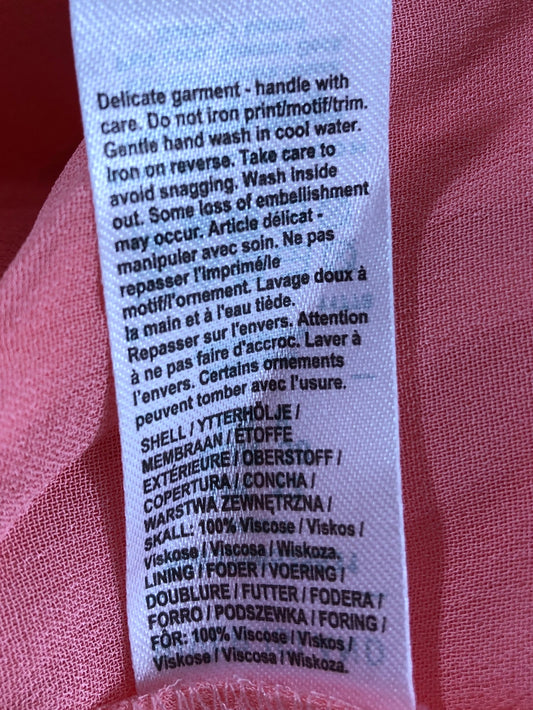 Delicate garment - handle with
care. Do not iron print/motif/trim.
Gentle hand wash in cool water.
Iron on reverse. Take care to
avoid snagging. Wash inside
out. Some loss of embellishment
may occur. Article délicat -
manipuler avec soin. Ne pas
repasser l'imprimé/le
motif/l'ornement. Lavage doux à
la main et à l'eau tiède.
Repasser sur l'envers. Attention
à ne pas faire d'accroc. Laver à
l'envers. Certains ornements
peuvent tomber avec l'usure.
SHELL / YTTERHÖLJE /
MEMBRAAN / ETOFFE
EXTÉRIEURE / OBERSTOFF /
COPERTURA / CONCHA /
WARSTWA ZEWNĘTRZNA /
SKALL: 100% Viscose / Viskos /
Viskose / Viscosa / Wiskoza.
LINING / FODER / VOERING /
DOUBLURE / FUTTER / FODERA /
FORRO / PODSZEWKA / FORING /
FÔR: 100% Viscose / Viskos /
Viskose / Viscosa / Wiskoza.